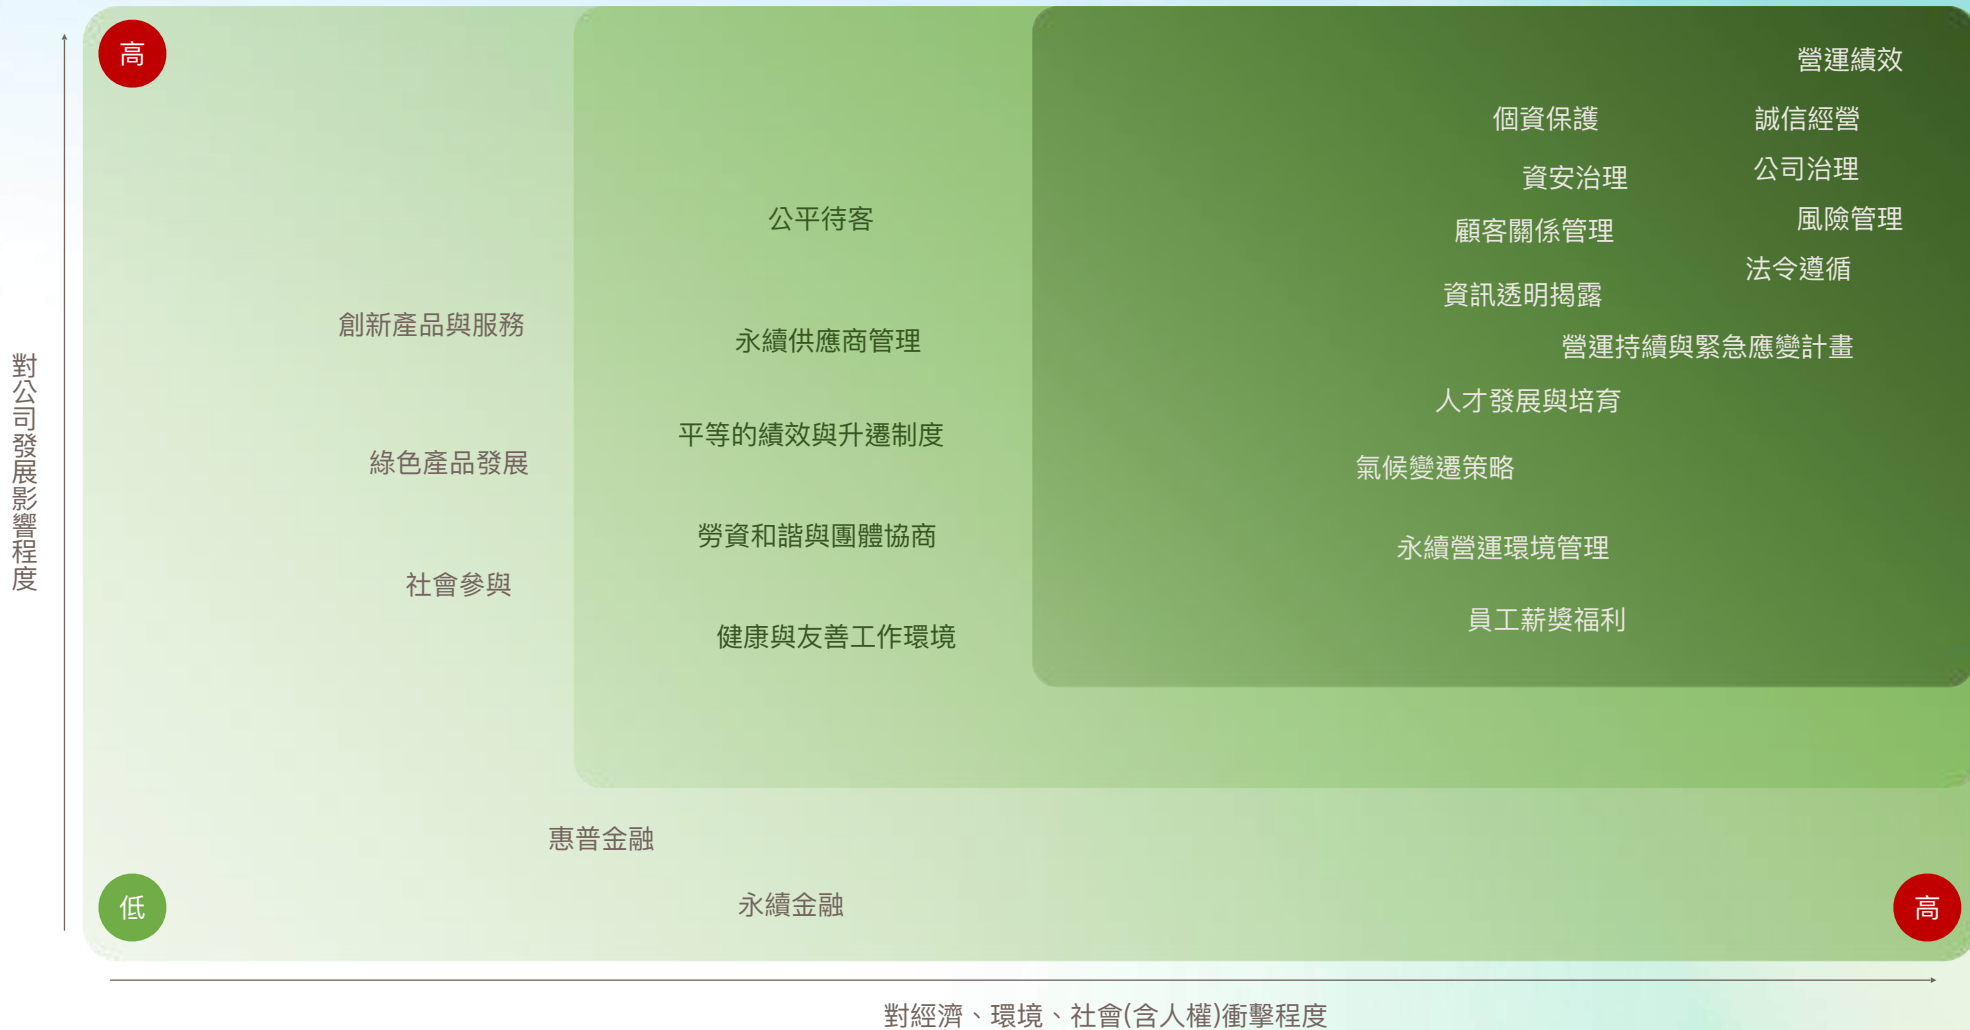 高
營運績效
個資保護
誠信經營
資安治理
公司治理
公平待客
顧客關係管理
風險管理
法令遵循
資訊透明揭露
創新產品與服務
永續供應商管理
營運持續與緊急應變計畫
人才發展與培育
平等的績效與升遷制度
綠色產品發展
氣候變遷策略
勞資和諧與團體協商
永續營運環境管理
社會參與
員工薪獎福利
健康與友善工作環境
對公司發展影響程度
惠普金融
永續金融
低
高
對經濟、環境、社會(含人權)衝擊程度